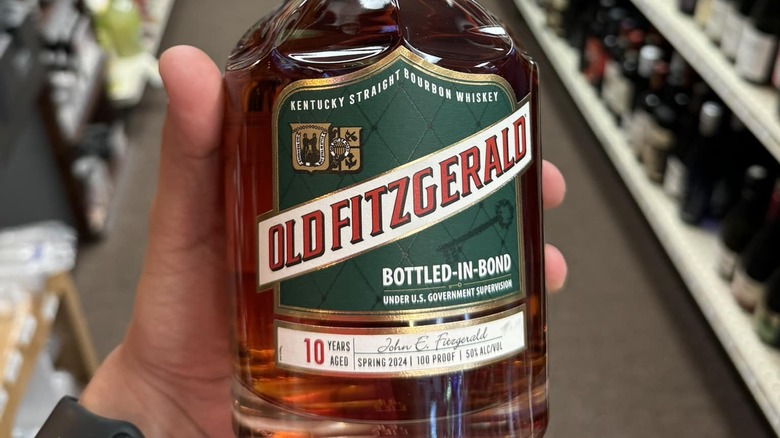 KENTUCKY STRAIGHT BOURBON WHISKEY
OLD FITZGERALD
BOTTLED-IN-BOND
UNDER U.S. GOVERNMENT SUPERVISION
10 YEARS AGED
John E. Fitzgerald
SPRING 2024 | 100 PROOF | 50% ALC/VOL